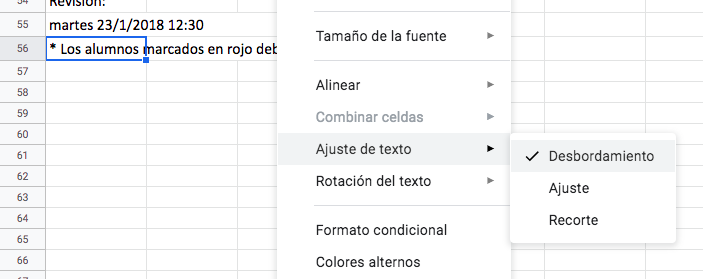 54 Revisión:
55 martes 23/1/2018 12:30
56 * Los alumnos marcados en rojo deb
57
58
59
60
61
62
63
64
65
66
67
Tamaño de la fuente
Alinear
Combinar celdas
Ajuste de texto
Rotación del texto
Formato condicional
Colores alternos
Desbordamiento
Ajuste
Recorte